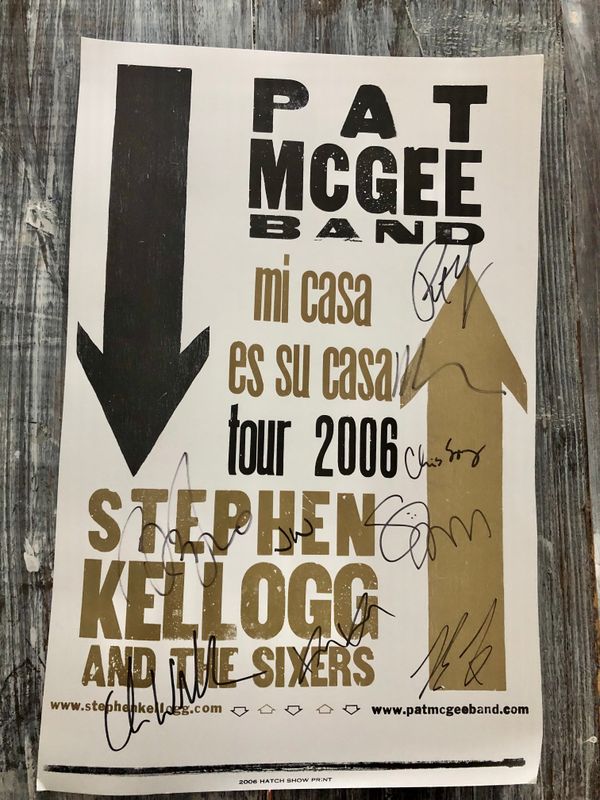 PAT
MCGEE
BAND
mi casa
es su casa
tour 2006
STEPHEN
KELLOGG
AND THE SIXERS
www.stephenkellogg.com
www.patmcgeeband.com
2006 HATCH SHOW PRINT